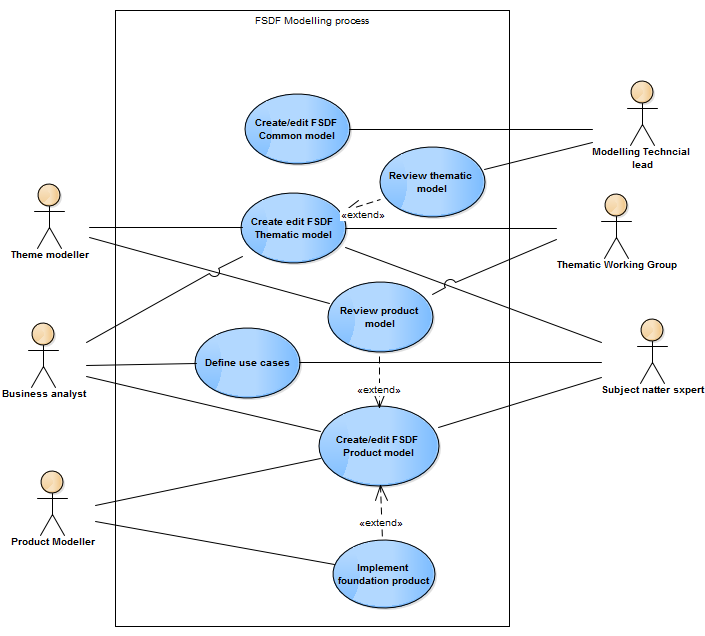 FSDF Modelling process
Create/edit FSDF
Common model
Modelling Techncial
lead
Review thematic
model
«extend»
Create edit FSDF
Thematic model
Theme modeller
Thematic Working Group
Review product
model
Define use cases
Business analyst
Subject natter sxpert
«extend»
Create/edit FSDF
Product model
Product Modeller
«extend»
Implement
foundation product